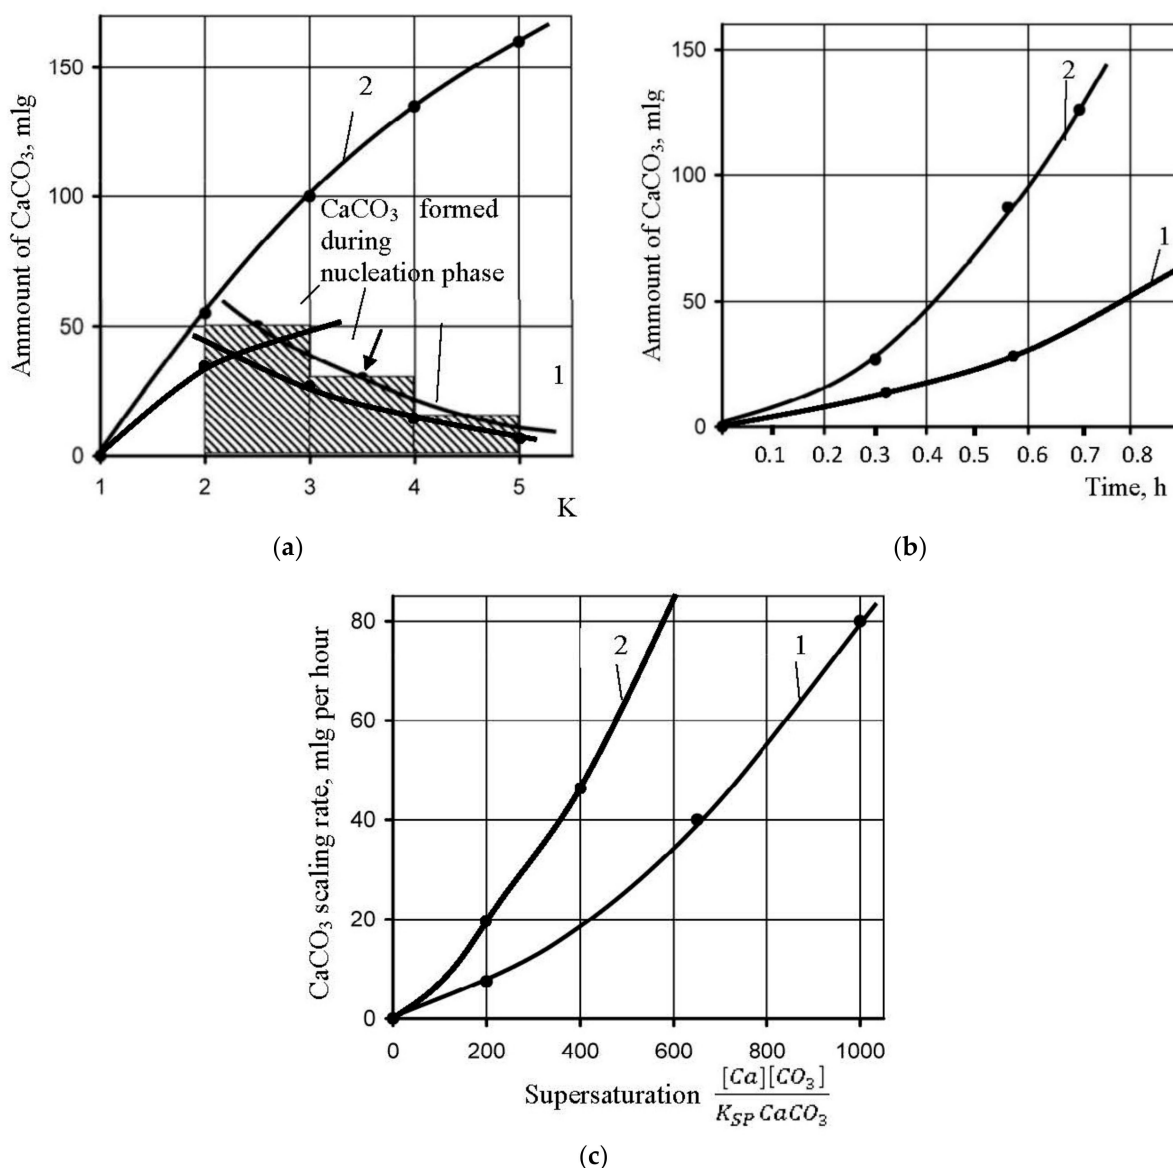 Ammount of CaCO₃, mlg
150
100
50
0
2
CaCO₃ formed
during
nucleation phase
1
1 2 3 4 5
K
(a)
Ammount of CaCO₃, mlg
150
100
50
0
2
1
0.1 0.2 0.3 0.4 0.5 0.6 0.7 0.8
Time, h
(b)
CaCO₃ scaling rate, mlg per hour
80
60
40
20
0
2
1
0 200 400 600 800 1000
Supersaturation [Ca][CO₃] / K_SP CaCO₃
(c)